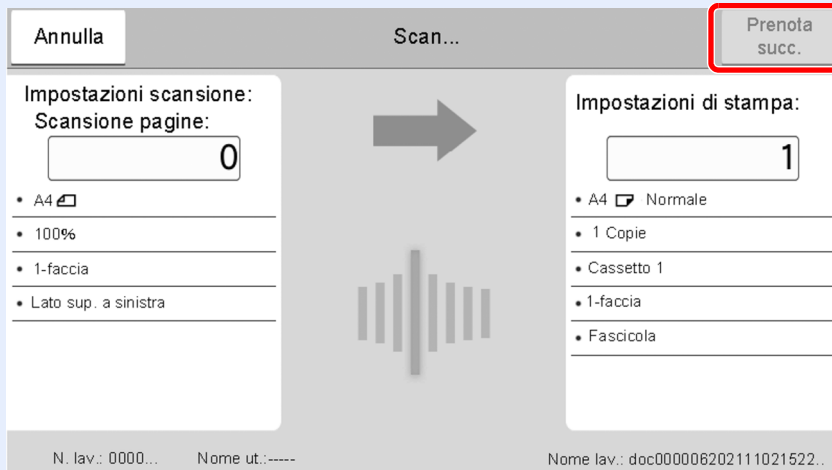 Annulla
Scan...
Prenota
succ.
Impostazioni scansione:
Scansione pagine:
0
• A4
• 100%
• 1-faccia
• Lato sup. a sinistra
Impostazioni di stampa:
1
• A4 Normale
• 1 Copie
• Cassetto 1
• 1-faccia
• Fascicola
N. lav.: 0000... Nome ut.:-----
Nome lav.: doc000006202111021522..